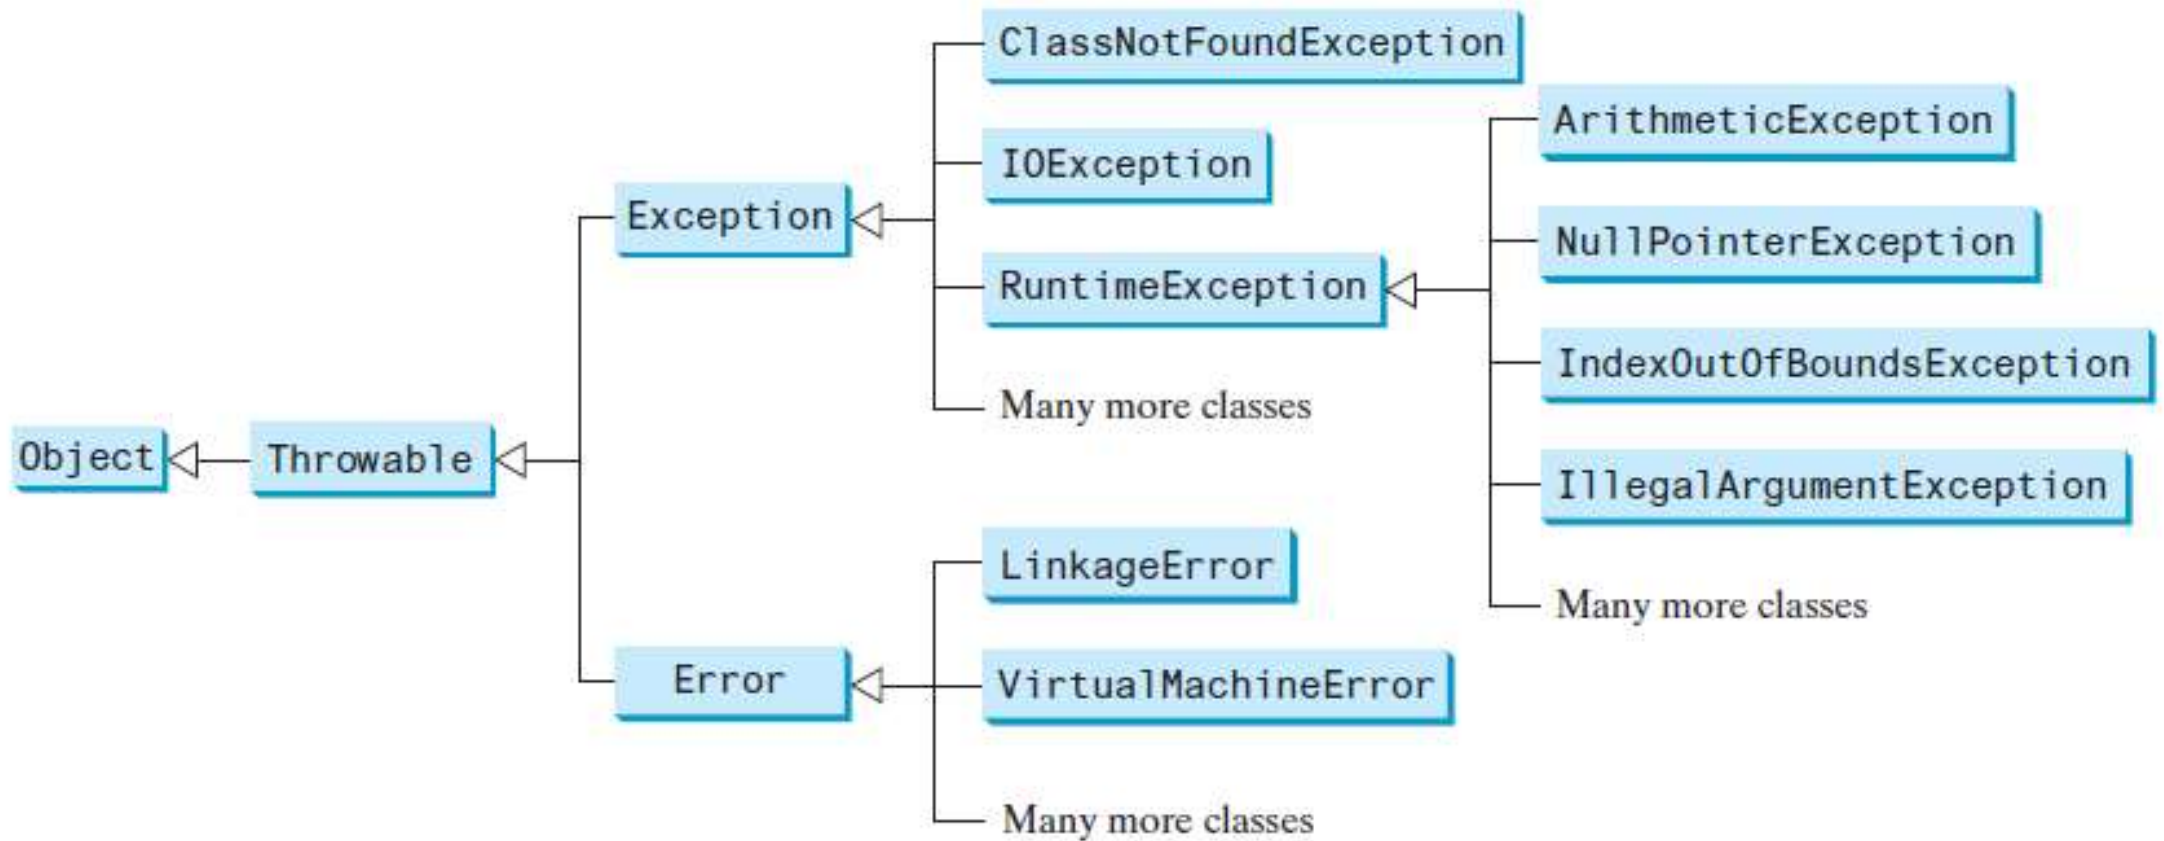 Object
Throwable
Exception
ClassNotFoundException
IOException
RuntimeException
Many more classes
ArithmeticException
NullPointerException
IndexOutOfBoundsException
IllegalArgumentException
Many more classes
Error
LinkageError
VirtualMachineError
Many more classes